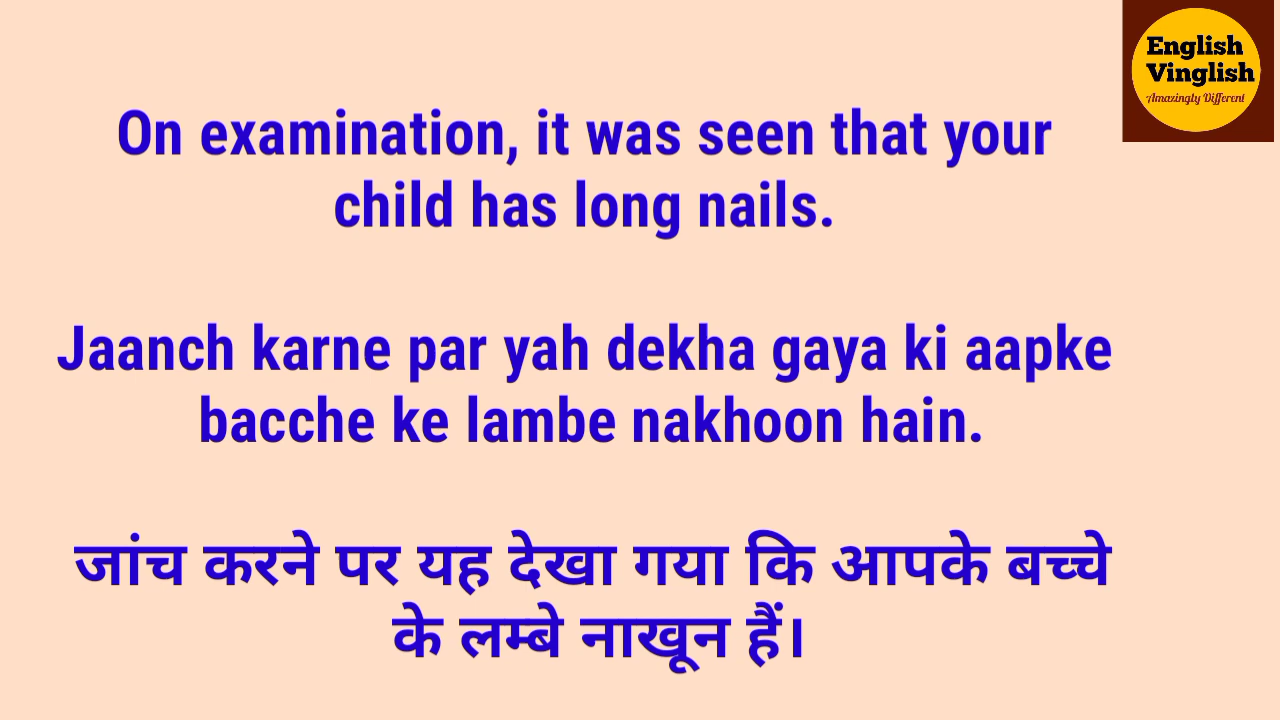 English
Vinglish
Amazingly Different
On examination, it was seen that your
child has long nails.
Jaanch karne par yah dekha gaya ki aapke
bacche ke lambe nakhoon hain.
जांच करने पर यह देखा गया कि आपके बच्चे
के लम्बे नाखून हैं।